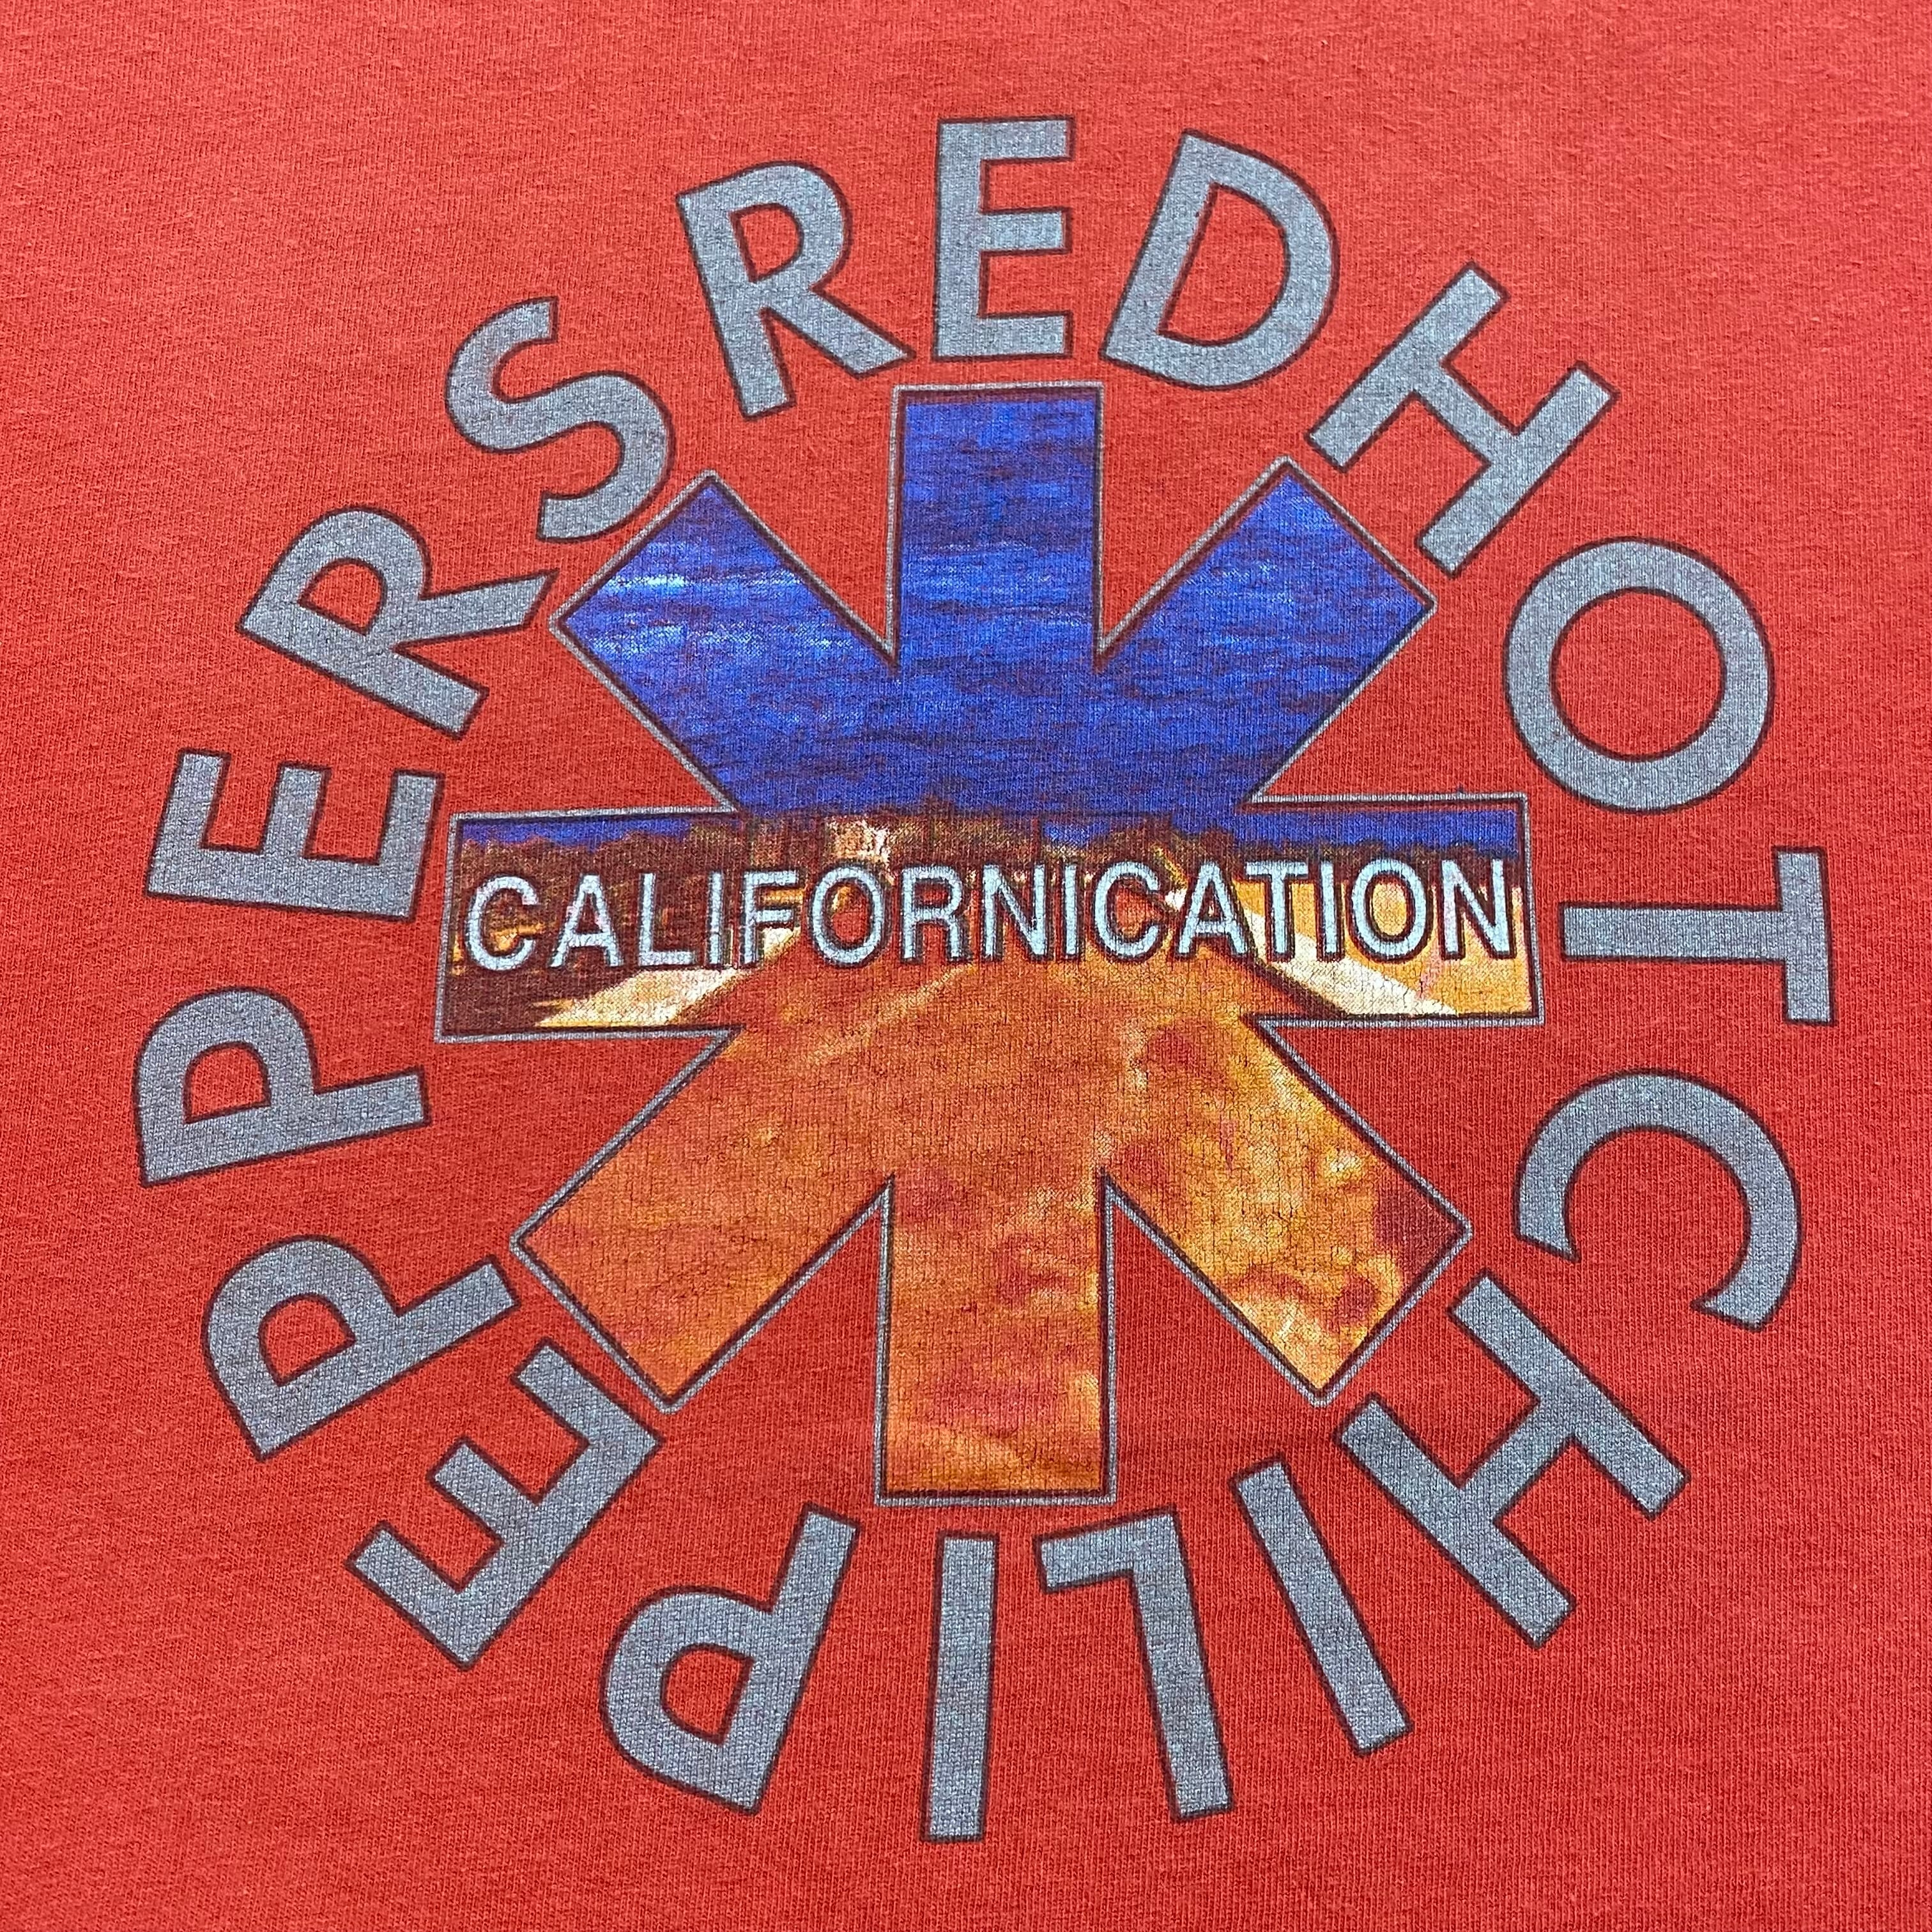 RED HOT CHILI PEPPERS
CALIFORNICATION